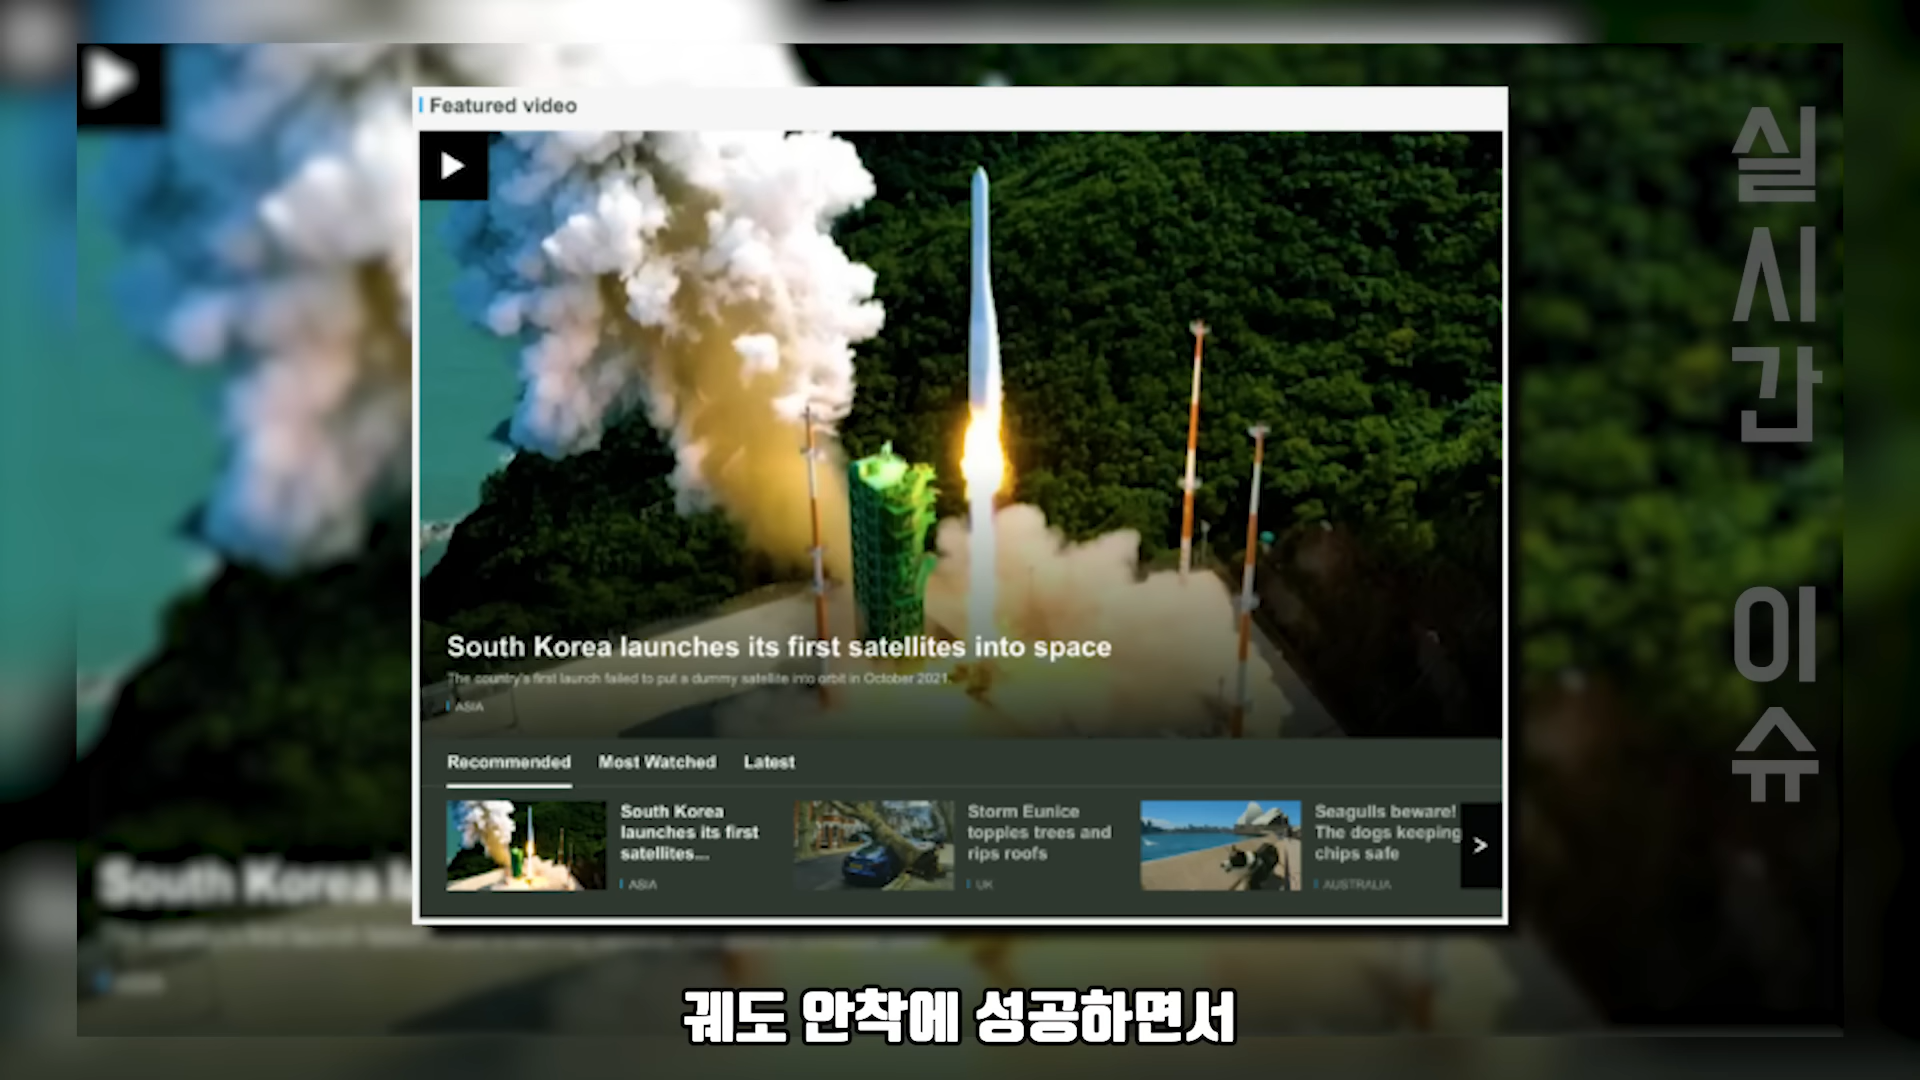 Featured video
South Korea launches its first satellites into space
The country's first launch failed to put a dummy satellite into orbit in October 2021.
ASIA
Recommended
Most Watched
Latest
South Korea
launches its first
satellites...
ASIA
Storm Eunice
topples trees and
rips roofs
UK
Seagulls beware!
The dogs keeping
chips safe
AUSTRALIA
실시간 이슈
South Korea l
궤도 안착에 성공하면서